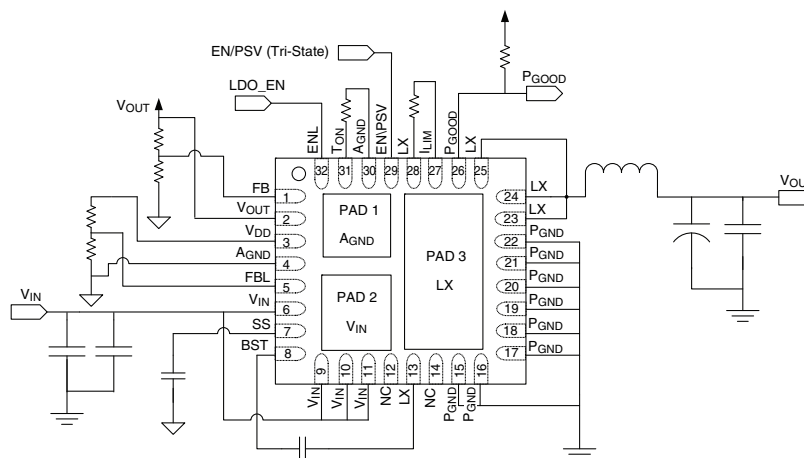 EN/PSV (Tri-State)
LDO_EN
PGOOD
VOUT
ENL
TON
AGND
EN\PSV
LX
ILIM
PGOOD
LX
32
31
30
29
28
27
26
25
FB
1
VOUT
2
VDD
3
AGND
4
FBL
5
VIN
VIN
6
SS
7
BST
8
PAD 1
AGND
PAD 2
VIN
PAD 3
LX
24
LX
23
LX
22
PGND
21
PGND
20
PGND
19
PGND
18
PGND
17
PGND
VOU
9
10
11
12
13
14
15
16
VIN
VIN
VIN
NC
LX
NC
PGND
PGND